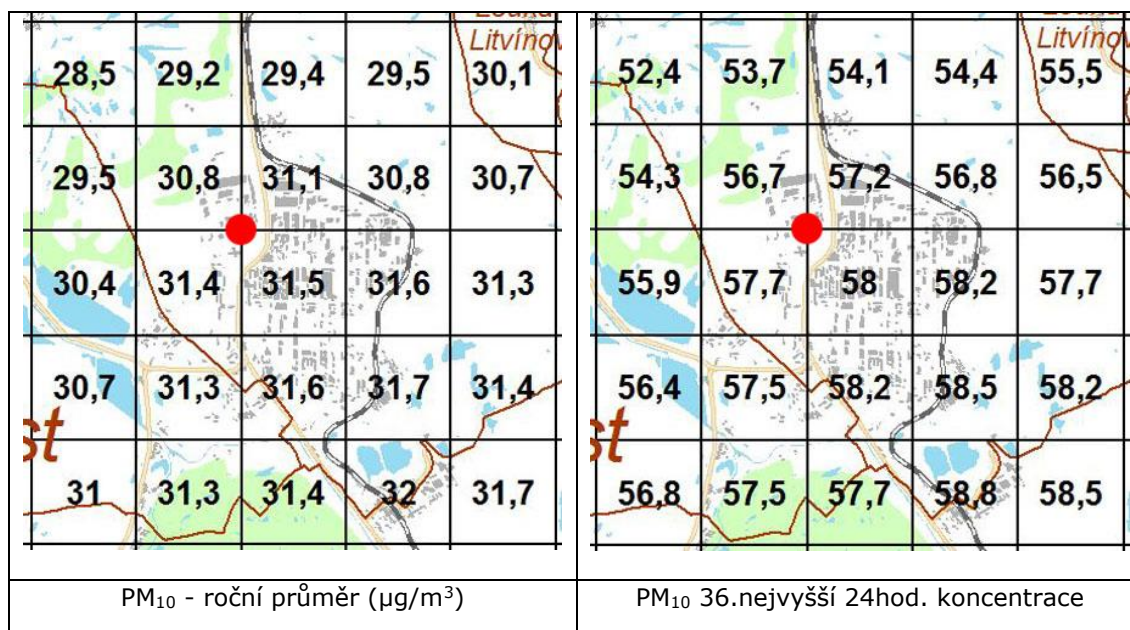 Litvínov
28,5 29,2 29,4 29,5 30,1
29,5 30,8 31,1 30,8 30,7
30,4 31,4 31,5 31,6 31,3
30,7 31,3 31,6 31,7 31,4
st
31 31,3 31,4 32 31,7
PM₁₀ - roční průměr (µg/m³)
Litvínov
52,4 53,7 54,1 54,4 55,5
54,3 56,7 57,2 56,8 56,5
55,9 57,7 58 58,2 57,7
56,4 57,5 58,2 58,5 58,2
st
56,8 57,5 57,7 58,8 58,5
PM₁₀ 36.nejvyšší 24hod. koncentrace